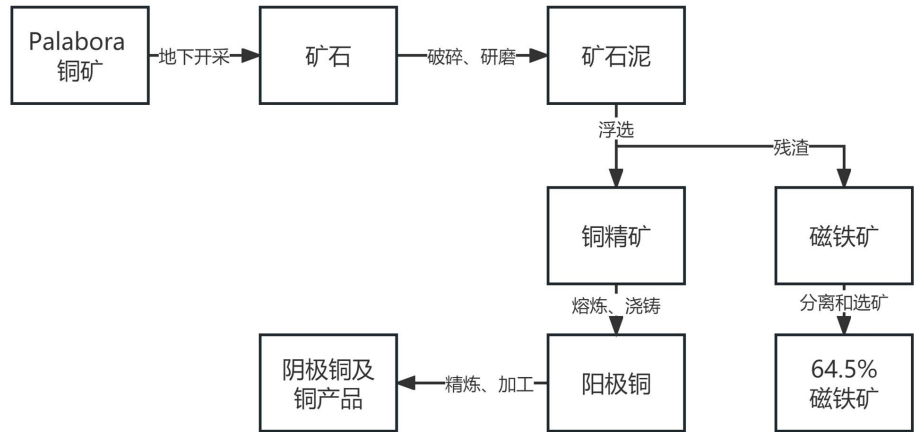 Palabora
铜矿
地下开采
矿石
破碎、研磨
矿石泥
浮选
残渣
铜精矿
磁铁矿
熔炼、浇铸
分离和选矿
阴极铜及
铜产品
精炼、加工
阳极铜
64.5%
磁铁矿